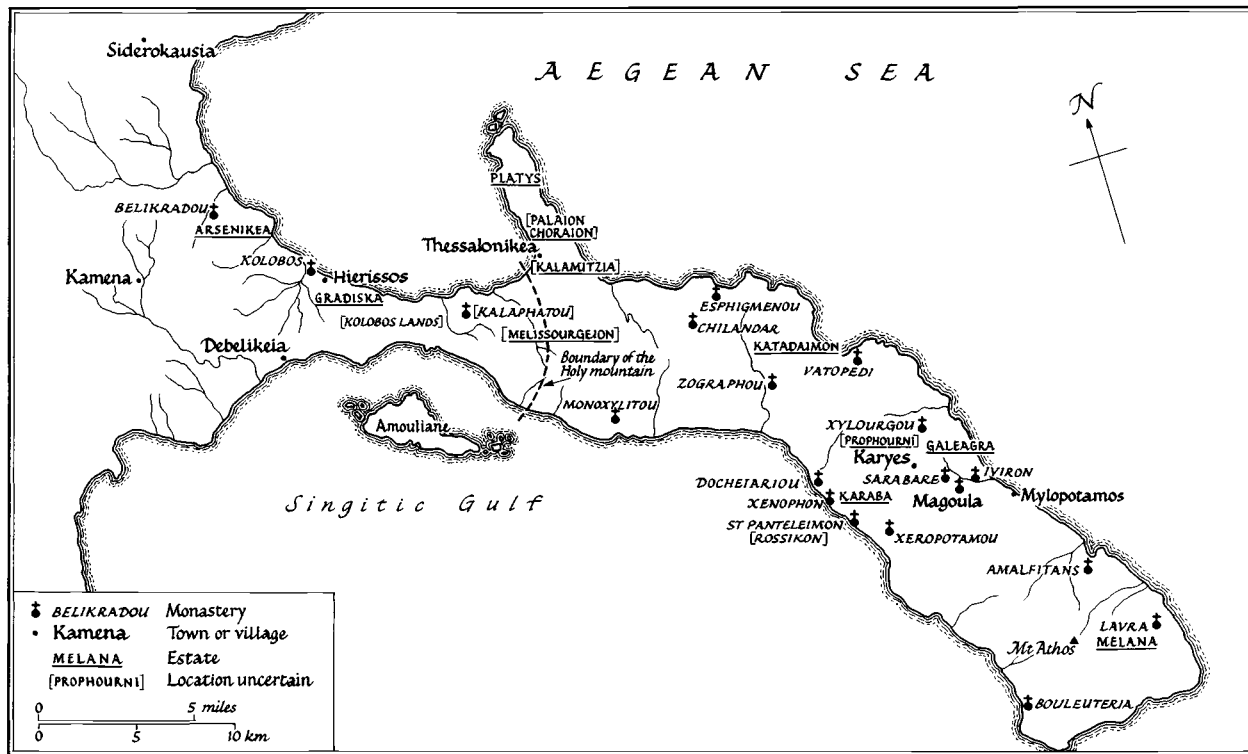 Siderokausia
AEGEAN SEA
N
PLATYS
BELIKRADOU
ARSENIKEA
[PALAION
CHORAION]
Thessalonikea
[KALAMITZIA]
KOLOBOS
Kamena
Hierissos
GRADISKA
[KOLOBOS LANDS]
[KALAPHATOU]
[MELISSOURGEION]
Boundary of the
Holy mountain
ESPHIGMENOU
CHILANDAR
KATADAIMON
VATOPEDI
Debelikeia
ZOGRAPHOU
MONOXYLITOU
Amouliane
XYLOURGOU
[PROPHOURNI]
GALEAGRA
Karyes
SARABARE
IVIRON
Magoula
Mylopotamos
DOCHEIARIOU
XENOPHON
KARABA
ST PANTELEIMON
[ROSSIKON]
XEROPOTAMOU
Singitic Gulf
AMALFITANS
LAVRA
MELANA
Mt Athos
BOULEUTERIA
BELIKRADOU Monastery
Kamena Town or village
MELANA Estate
[PROPHOURNI] Location uncertain
0 5 miles
0 5 10 km